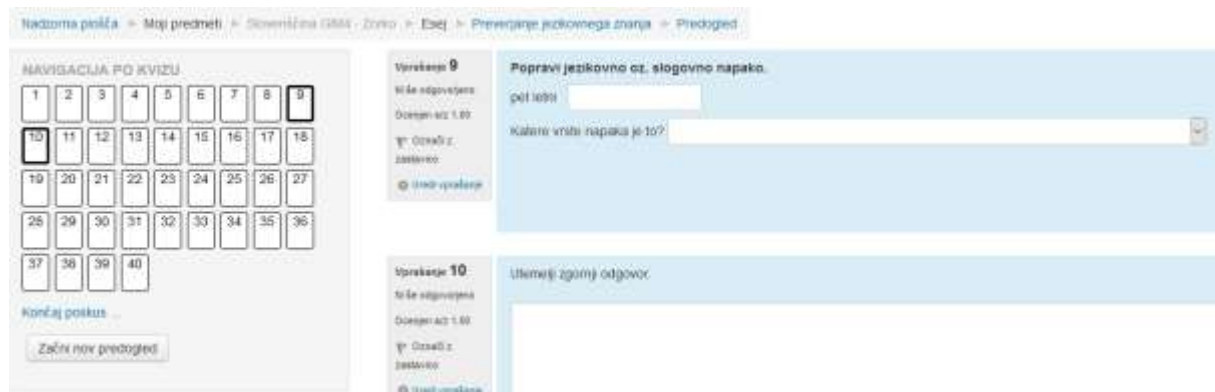 Nadzorna plošča ► Moji predmeti ► Slovenščina GIM4 - Zorko ► Esej ► Preverjanje jezikovnega znanja ► Predogled
NAVIGACIJA PO KVIZU
1 2 3 4 5 6 7 8 9
10 11 12 13 14 15 16 17 18
19 20 21 22 23 24 25 26 27
28 29 30 31 32 33 34 35 36
37 38 39 40
Končaj poskus ...
Začni nov predogled
Vprašanje 9
Ni še odgovorjeno
Ocenjen od 1,00
Označi z
zastavico
Uredi vprašanje
Popravi jezikovno oz. slogovno napako.
pet letni
Katere vrste napaka je to?
Vprašanje 10
Ni še odgovorjeno
Ocenjen od 1,00
Označi z
zastavico
Uredi vprašanje
Utemelji zgornji odgovor.